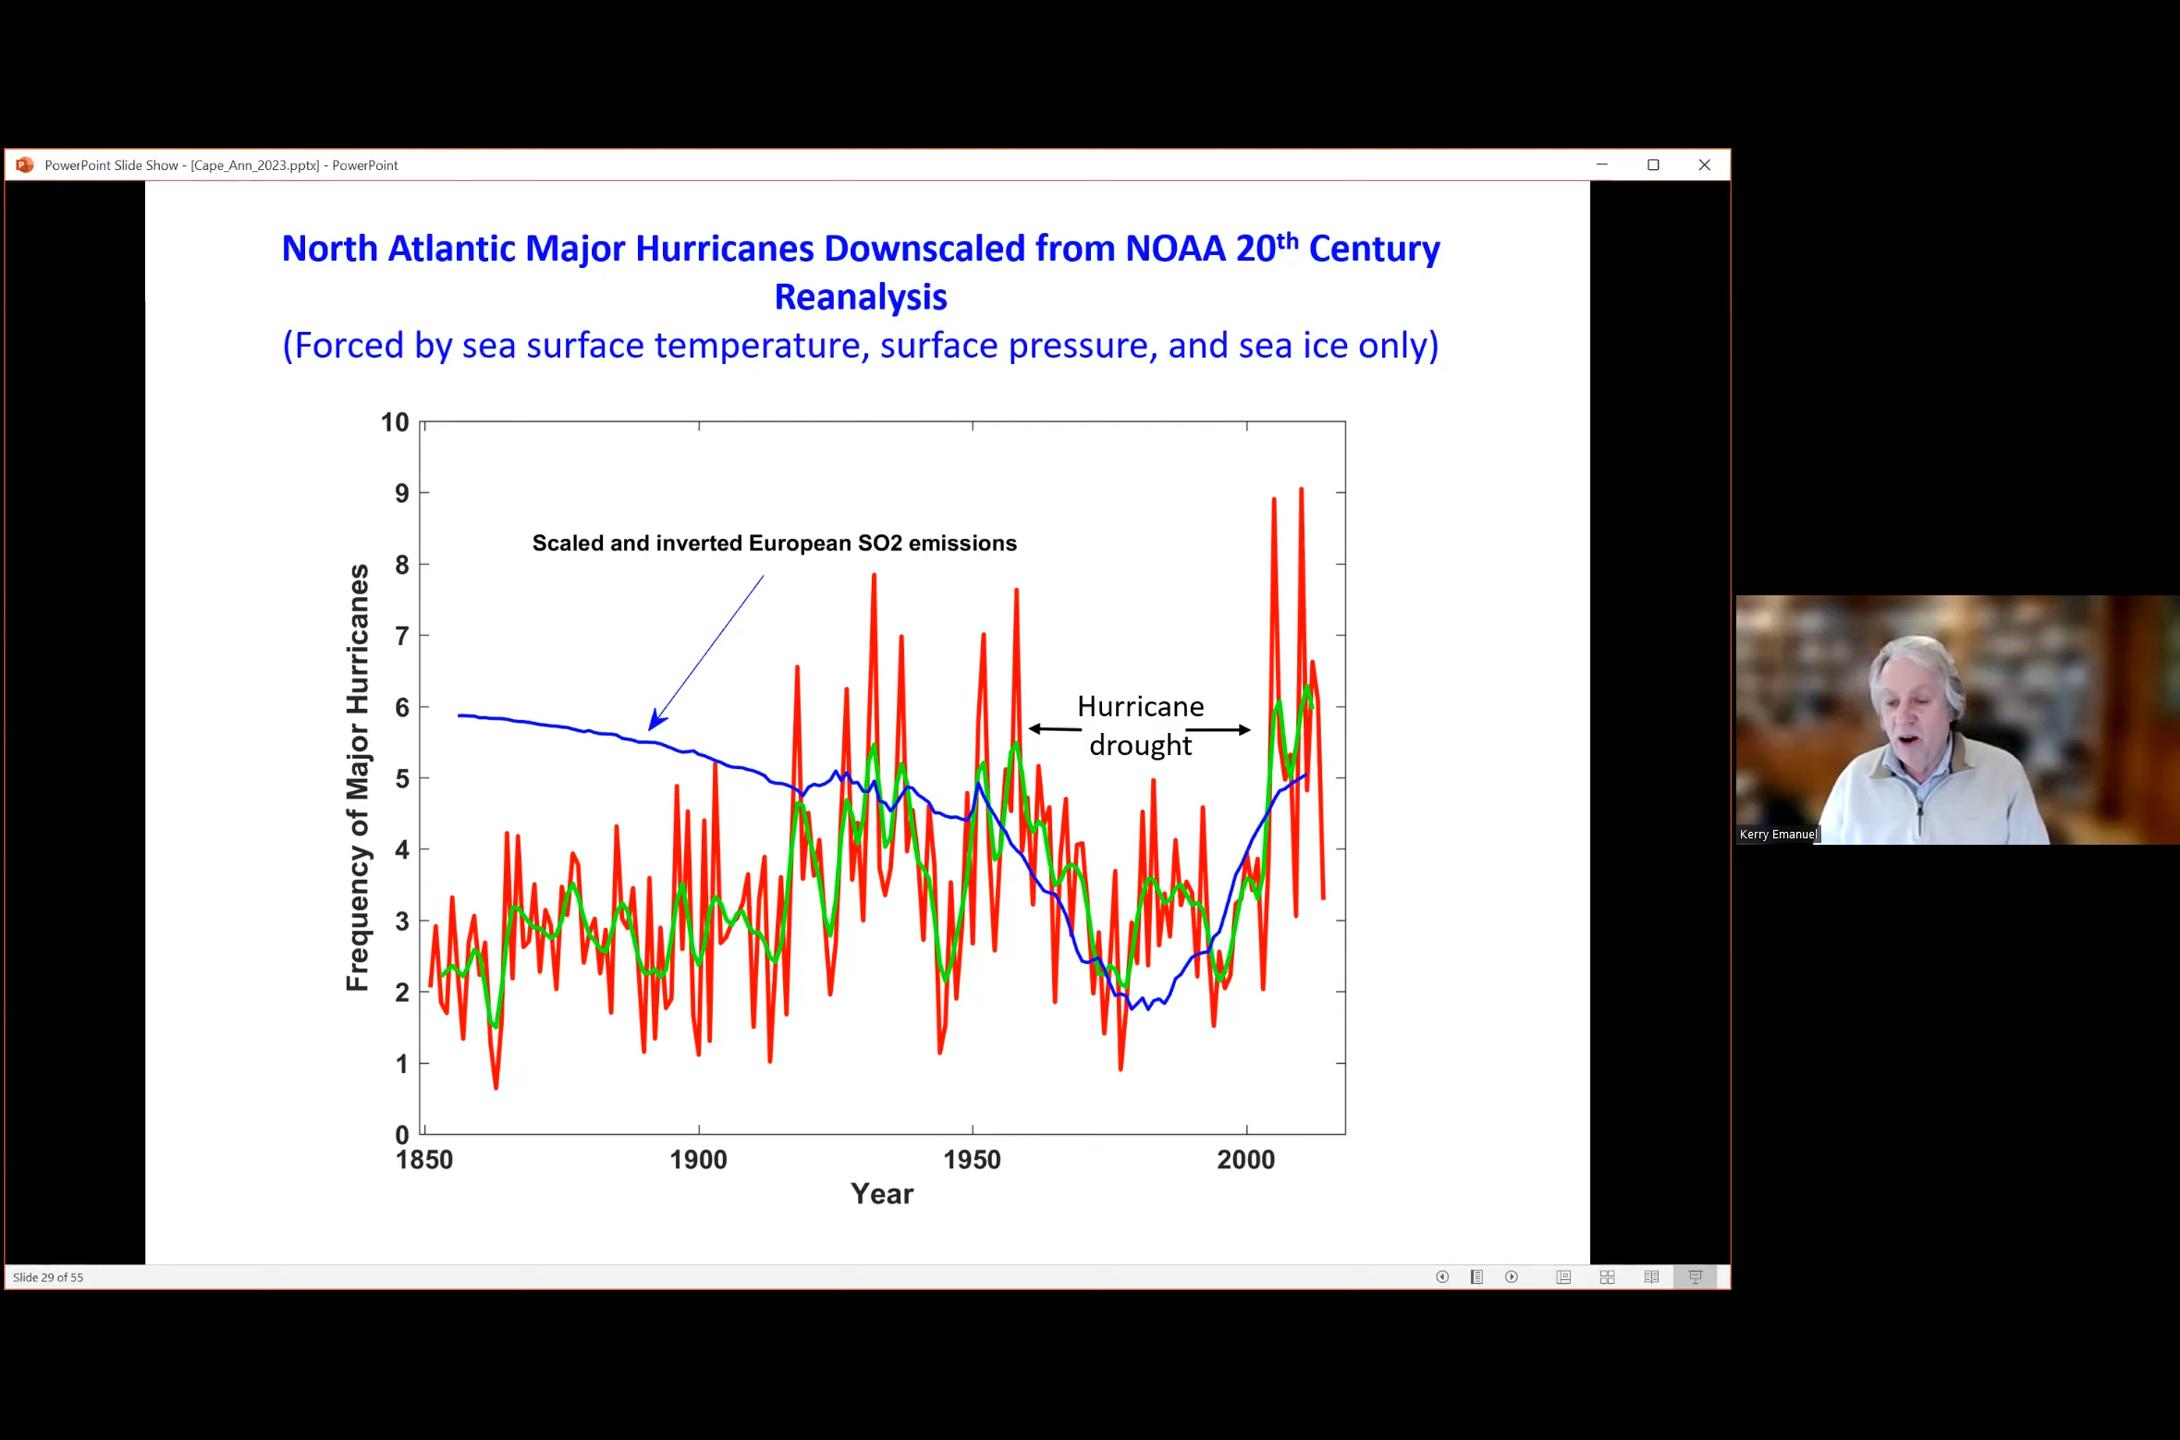 PowerPoint Slide Show - [Cape_Ann_2023.pptx] - PowerPoint
North Atlantic Major Hurricanes Downscaled from NOAA 20th Century
Reanalysis
(Forced by sea surface temperature, surface pressure, and sea ice only)
10
9
8
7
6
5
4
3
2
1
0
Frequency of Major Hurricanes
Scaled and inverted European SO2 emissions
Hurricane
drought
1850
1900
1950
2000
Year
Kerry Emanuel
Slide 29 of 55